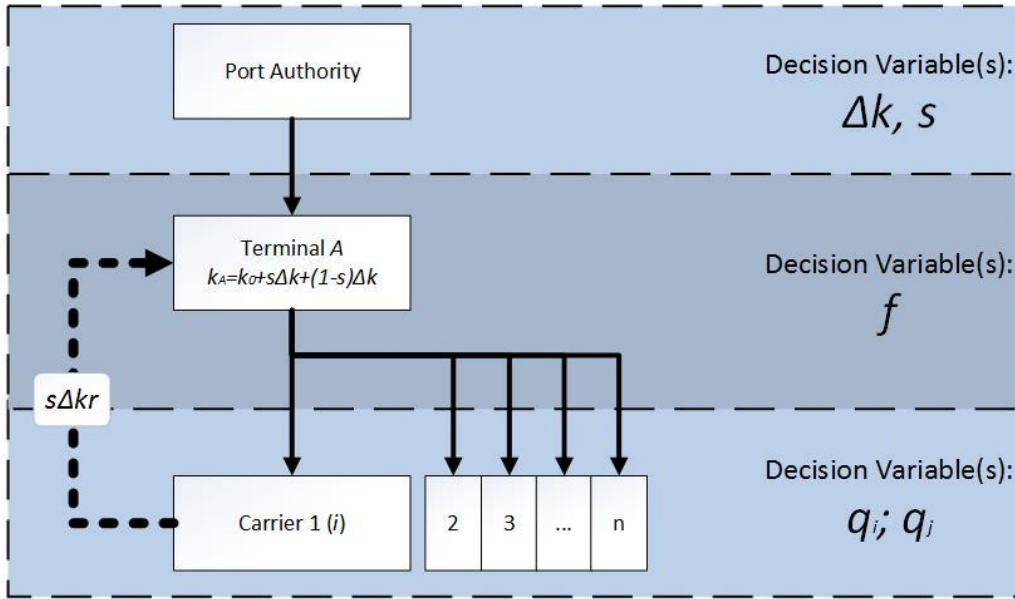 Port Authority
Decision Variable(s):
Δk, s
Terminal A
kA=k0+sΔk+(1-s)Δk
Decision Variable(s):
f
sΔkr
Carrier 1 (i)
2
3
...
n
Decision Variable(s):
qi; qj